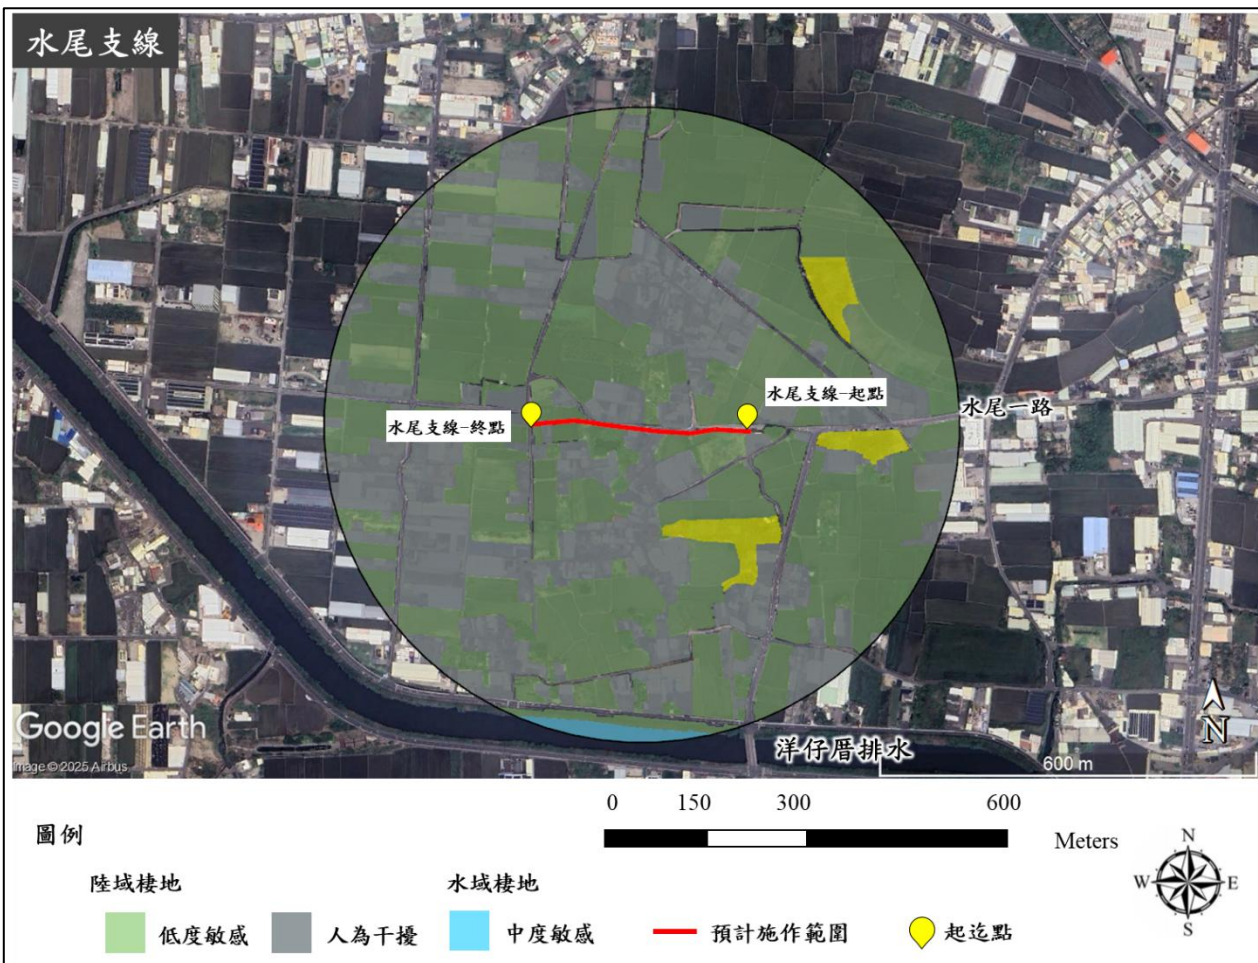 水尾支線
水尾支線-起點
水尾一路
水尾支線-終點
Google Earth
Image © 2025 Airbus
洋仔厝排水
N
600 m
0 150 300 600
Meters
圖例
陸域棲地
水域棲地
低度敏感
人為干擾
中度敏感
預計施作範圍
起迄點
N
W E
S